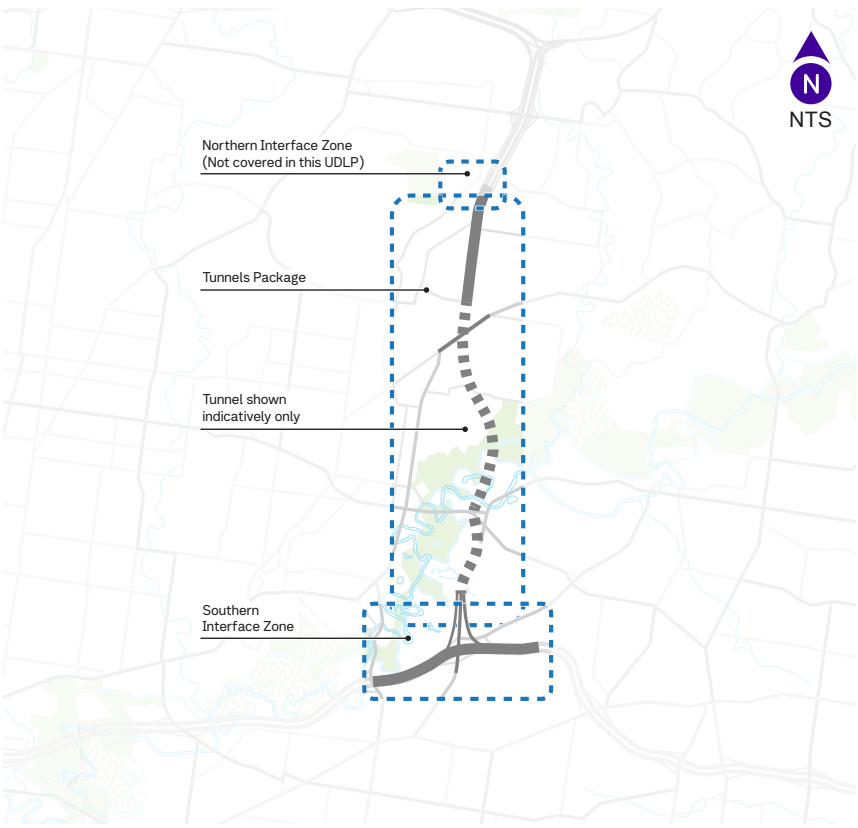 N
NTS
Northern Interface Zone
(Not covered in this UDLP)
Tunnels Package
Tunnel shown
indicatively only
Southern
Interface Zone